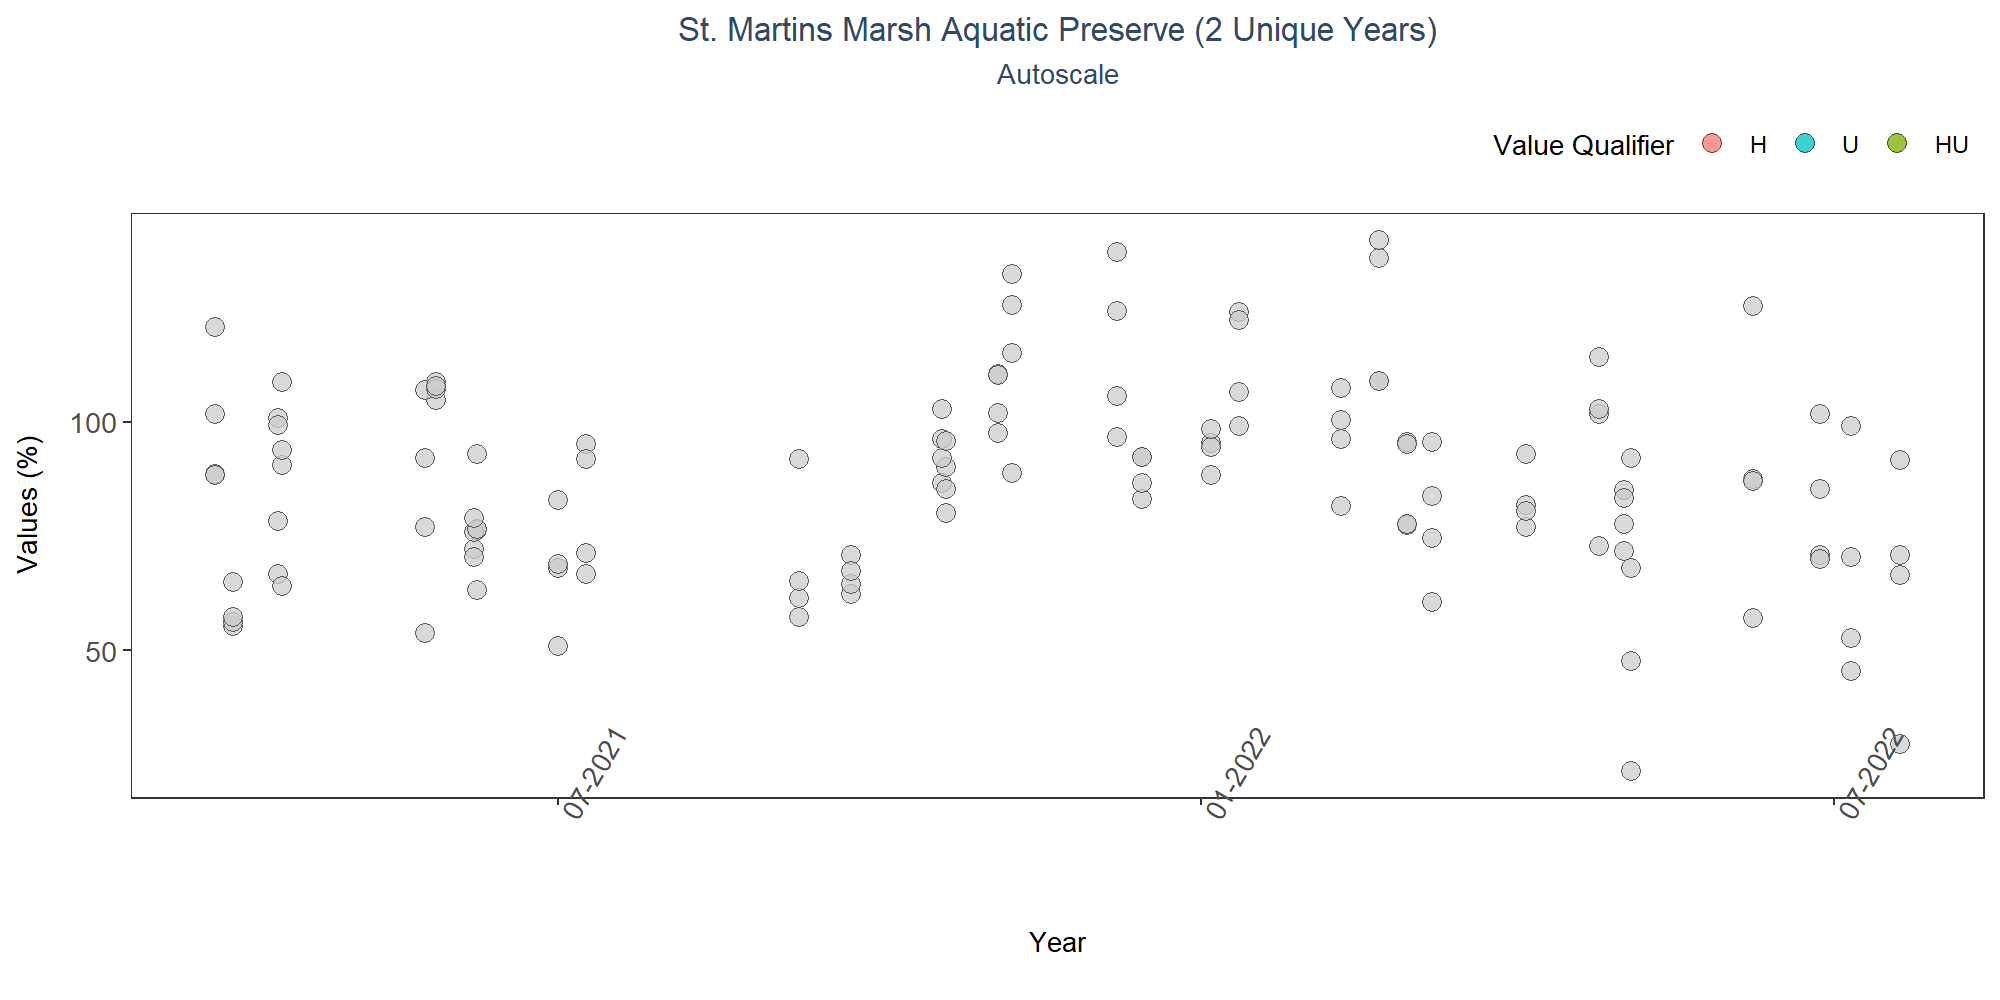 St. Martins Marsh Aquatic Preserve (2 Unique Years)
Autoscale
Value Qualifier H U HU
Values (%)
100
50
07-2021
01-2022
07-2022
Year